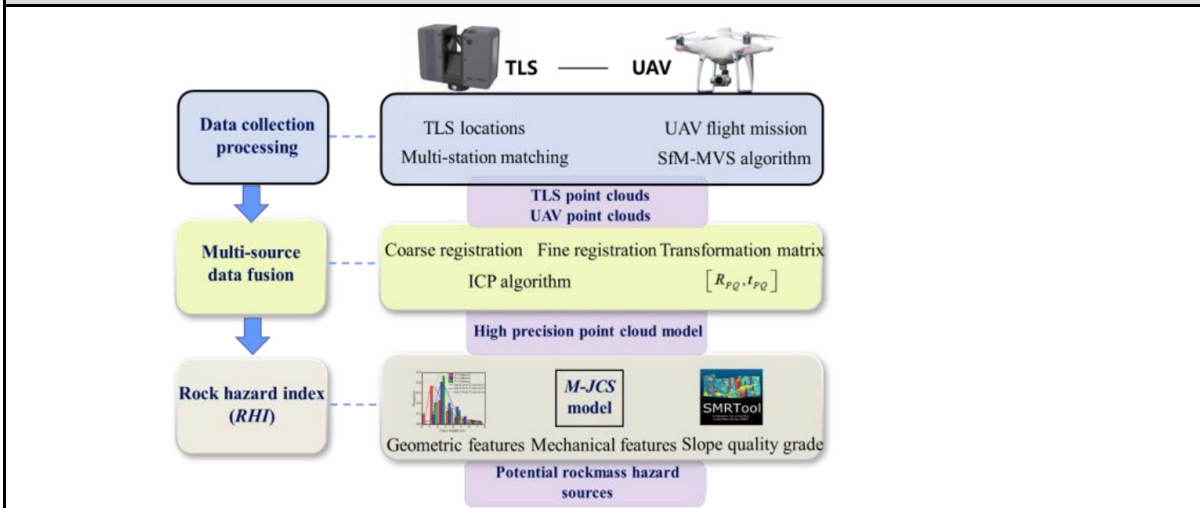 TLS — UAV
Data collection
processing
TLS locations
UAV flight mission
Multi-station matching
SfM-MVS algorithm
TLS point clouds
UAV point clouds
Multi-source
data fusion
Coarse registration Fine registration Transformation matrix
ICP algorithm
[R_PQ, t_PQ]
High precision point cloud model
Rock hazard index
(RHI)
M-JCS
model
SMRTool
Geometric features Mechanical features Slope quality grade
Potential rockmass hazard
sources